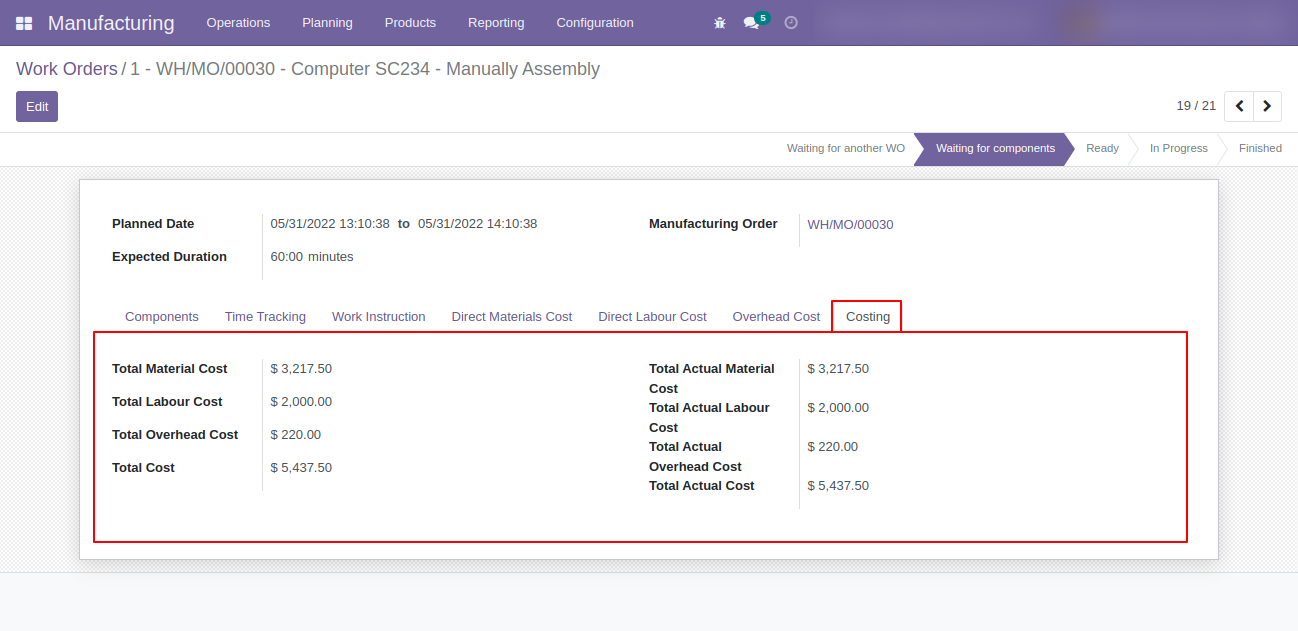 Manufacturing Operations Planning Products Reporting Configuration 5
Work Orders / 1 - WH/MO/00030 - Computer SC234 - Manually Assembly
Edit 19 / 21
Waiting for another WO Waiting for components Ready In Progress Finished
Planned Date 05/31/2022 13:10:38 to 05/31/2022 14:10:38 Manufacturing Order WH/MO/00030
Expected Duration 60:00 minutes
Components Time Tracking Work Instruction Direct Materials Cost Direct Labour Cost Overhead Cost Costing
Total Material Cost $ 3,217.50
Total Labour Cost $ 2,000.00
Total Overhead Cost $ 220.00
Total Cost $ 5,437.50
Total Actual Material $ 3,217.50
Cost
Total Actual Labour $ 2,000.00
Cost
Total Actual $ 220.00
Overhead Cost
Total Actual Cost $ 5,437.50